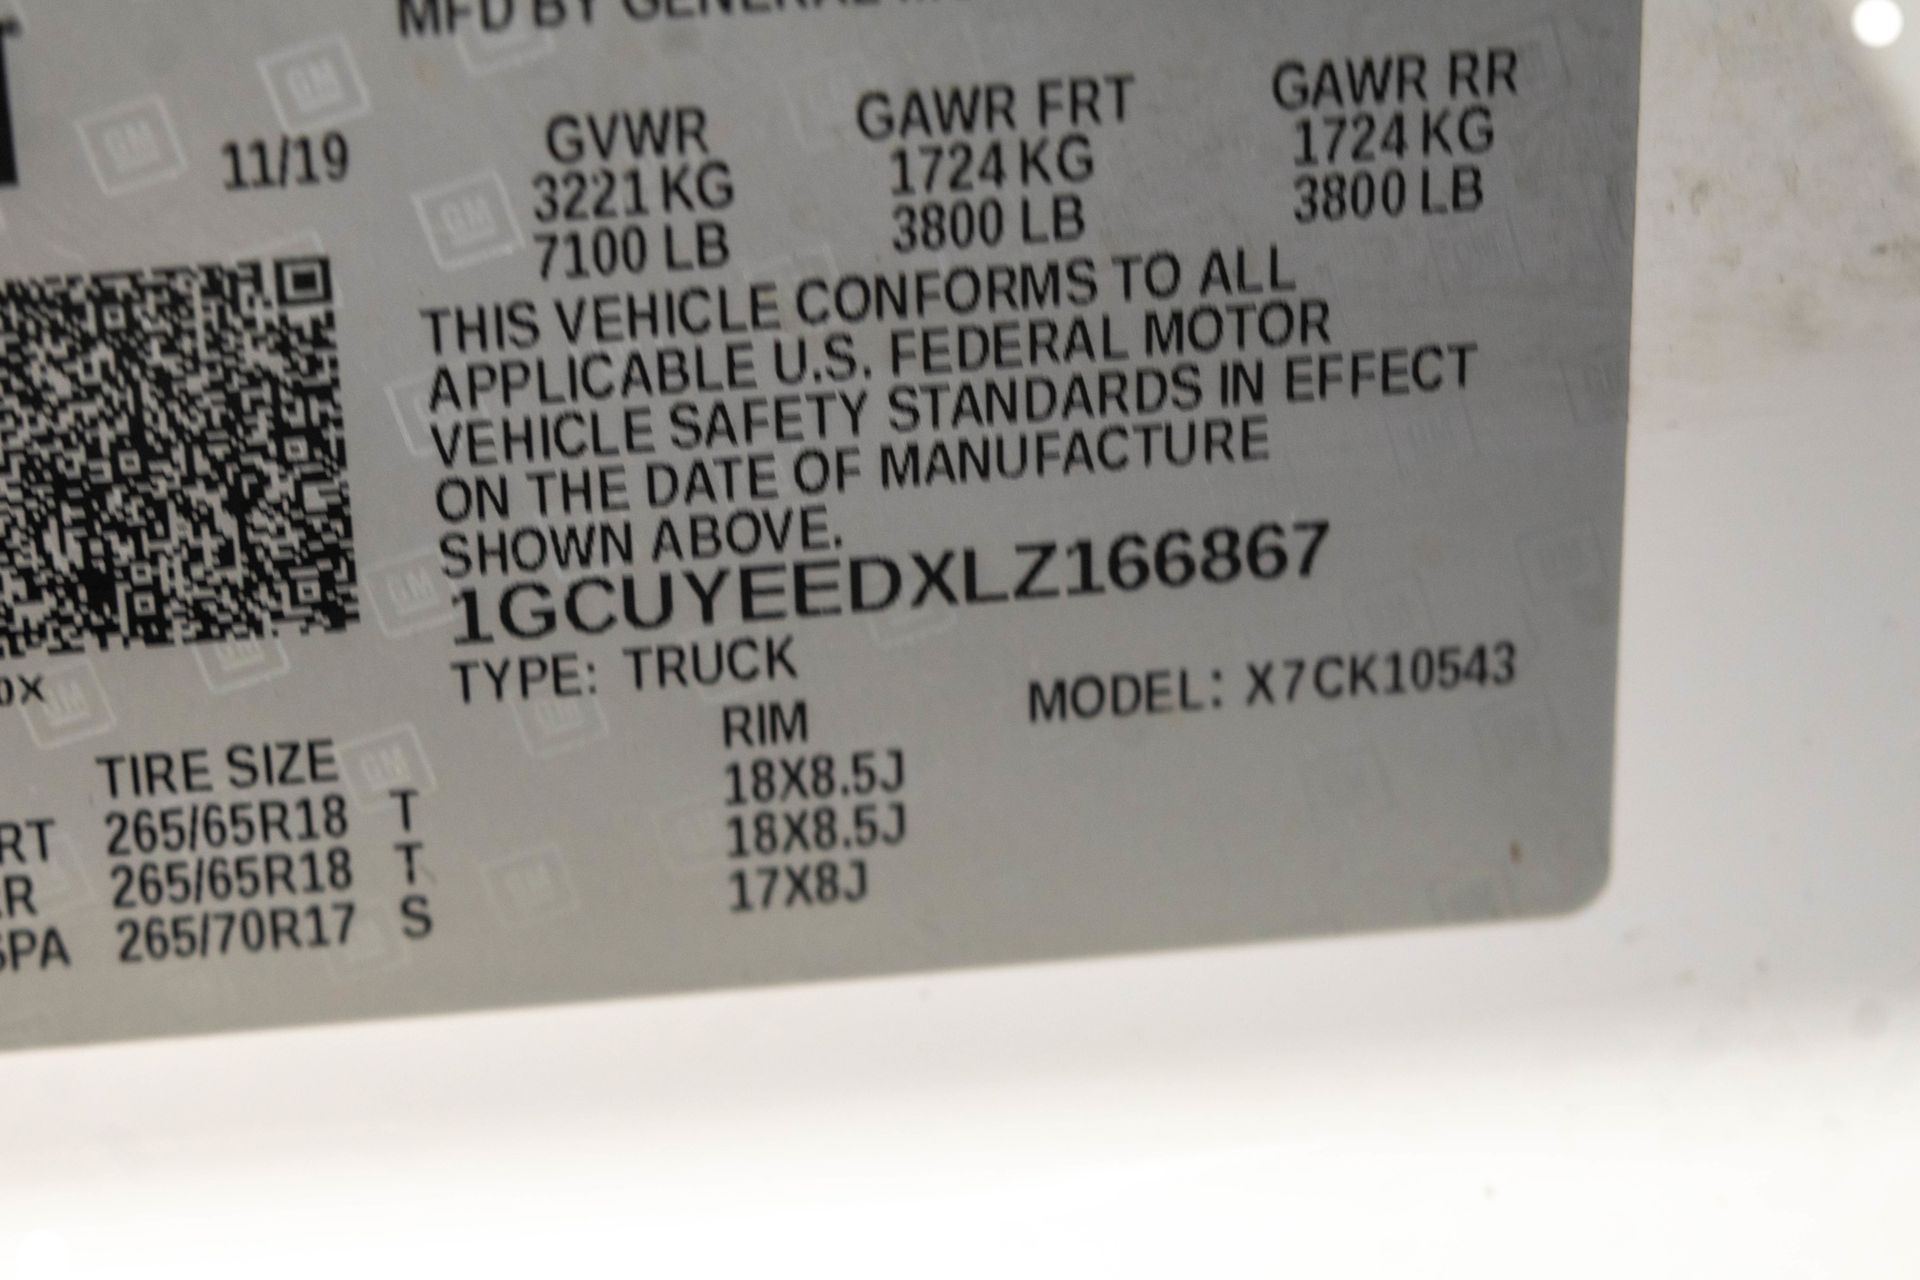 MFD BY GENERAL
11/19
GVWR GAWR FRT GAWR RR
3221 KG 1724 KG 1724 KG
7100 LB 3800 LB 3800 LB
THIS VEHICLE CONFORMS TO ALL
APPLICABLE U.S. FEDERAL MOTOR
VEHICLE SAFETY STANDARDS IN EFFECT
ON THE DATE OF MANUFACTURE
SHOWN ABOVE.
1GCUYEEDXLZ166867
TYPE: TRUCK MODEL: X7CK10543
TIRE SIZE RIM
RT 265/65R18 T 18X8.5J
R 265/65R18 T 18X8.5J
SPA 265/70R17 S 17X8J